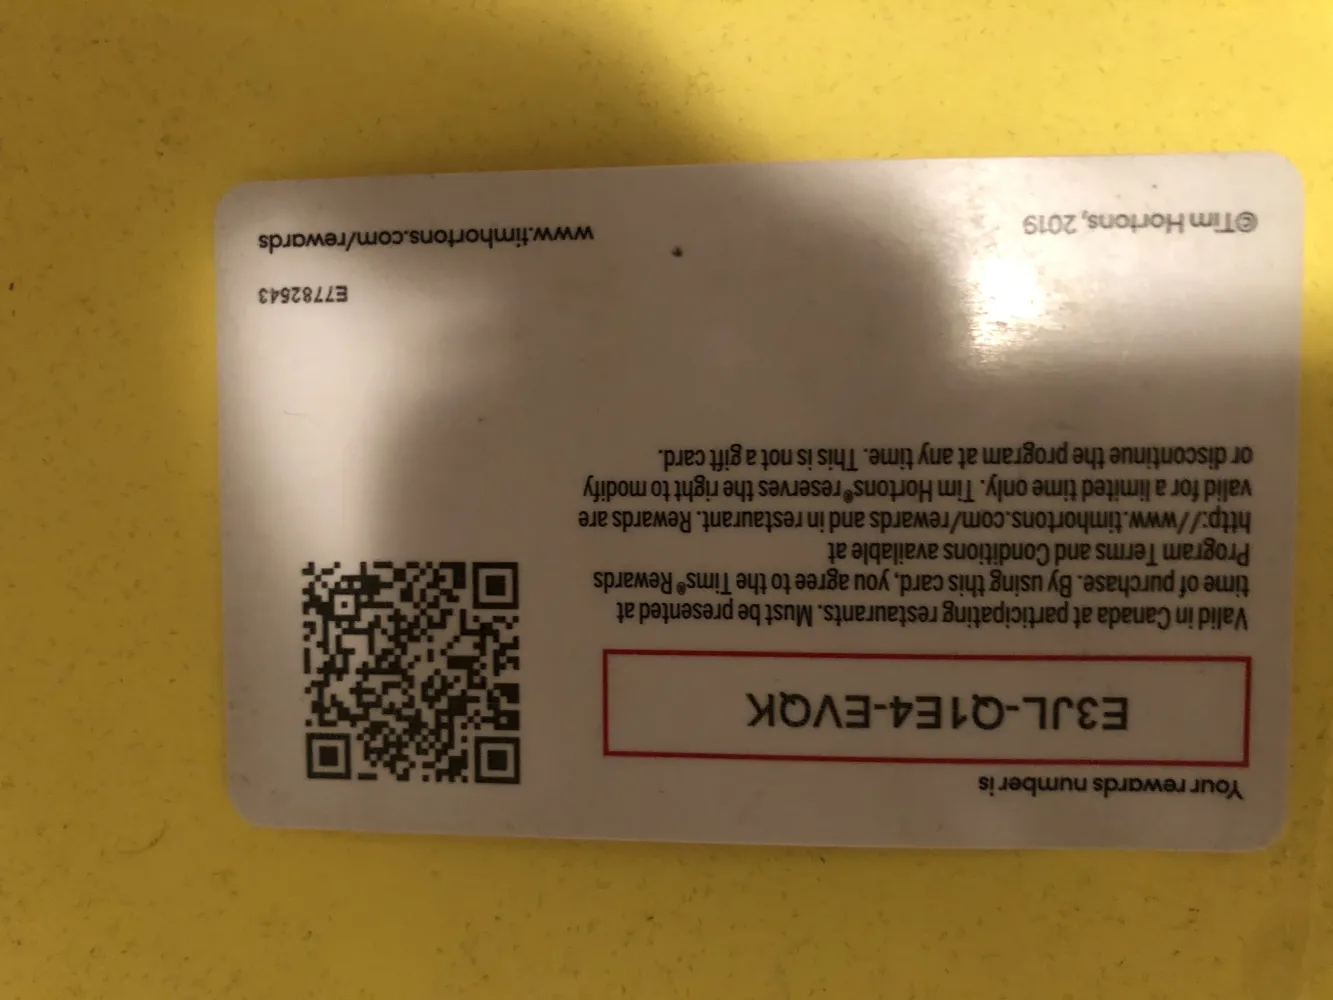 Your rewards number is
E3JL-Q1E4-EVQK
Valid in Canada at participating restaurants. Must be presented at
time of purchase. By using this card, you agree to the Tims® Rewards
Program Terms and Conditions available at
http://www.timhortons.com/rewards and in restaurant. Rewards are
valid for a limited time only. Tim Hortons® reserves the right to modify
or discontinue the program at any time. This is not a gift card.
E7782543
©Tim Hortons, 2019
www.timhortons.com/rewards